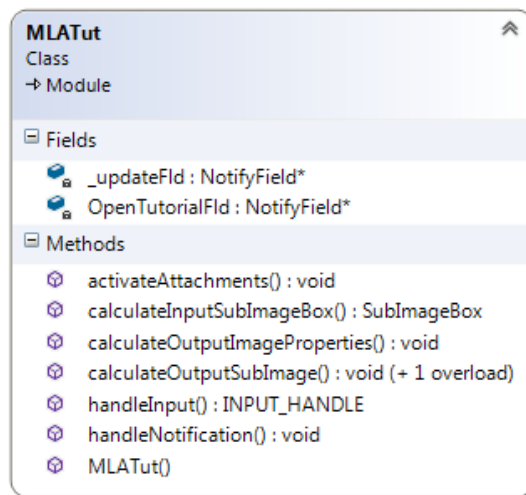 MLATut
Class
→ Module
Fields
_updateFld : NotifyField*
OpenTutorialFld : NotifyField*
Methods
activateAttachments() : void
calculateInputSubImageBox() : SubImageBox
calculateOutputImageProperties() : void
calculateOutputSubImage() : void (+ 1 overload)
handleInput() : INPUT_HANDLE
handleNotification() : void
MLATut()